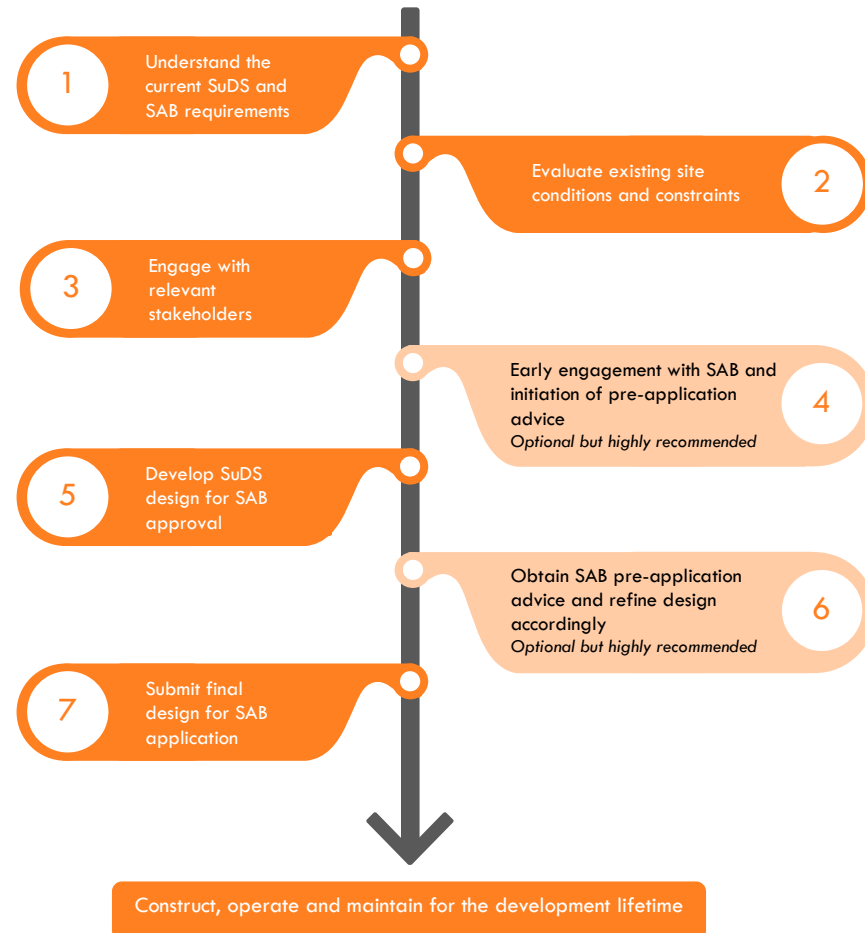 1
Understand the
current SuDS and
SAB requirements
Evaluate existing site
conditions and constraints
2
3
Engage with
relevant
stakeholders
Early engagement with SAB and
initiation of pre-application
advice
Optional but highly recommended
4
5
Develop SuDS
design for SAB
approval
Obtain SAB pre-application
advice and refine design
accordingly
Optional but highly recommended
6
7
Submit final
design for SAB
application
Construct, operate and maintain for the development lifetime